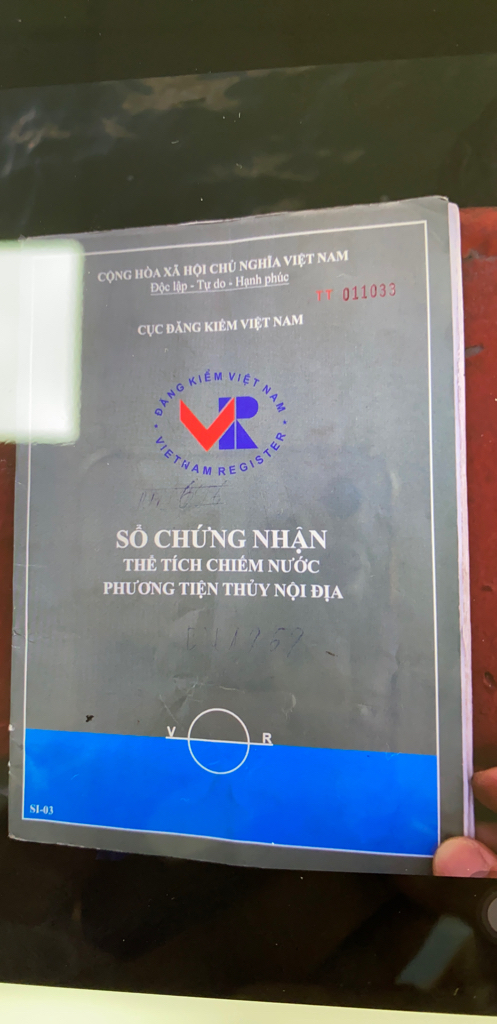 CỘNG HÒA XÃ HỘI CHỦ NGHĨA VIỆT NAM
Độc lập - Tự do - Hạnh phúc
TT 011033
CỤC ĐĂNG KIỂM VIỆT NAM
ĐĂNG KIỂM VIỆT NAM
VR
VIETNAM REGISTER
SỔ CHỨNG NHẬN
THỂ TÍCH CHIẾM NƯỚC
PHƯƠNG TIỆN THỦY NỘI ĐỊA
V R
SI-03